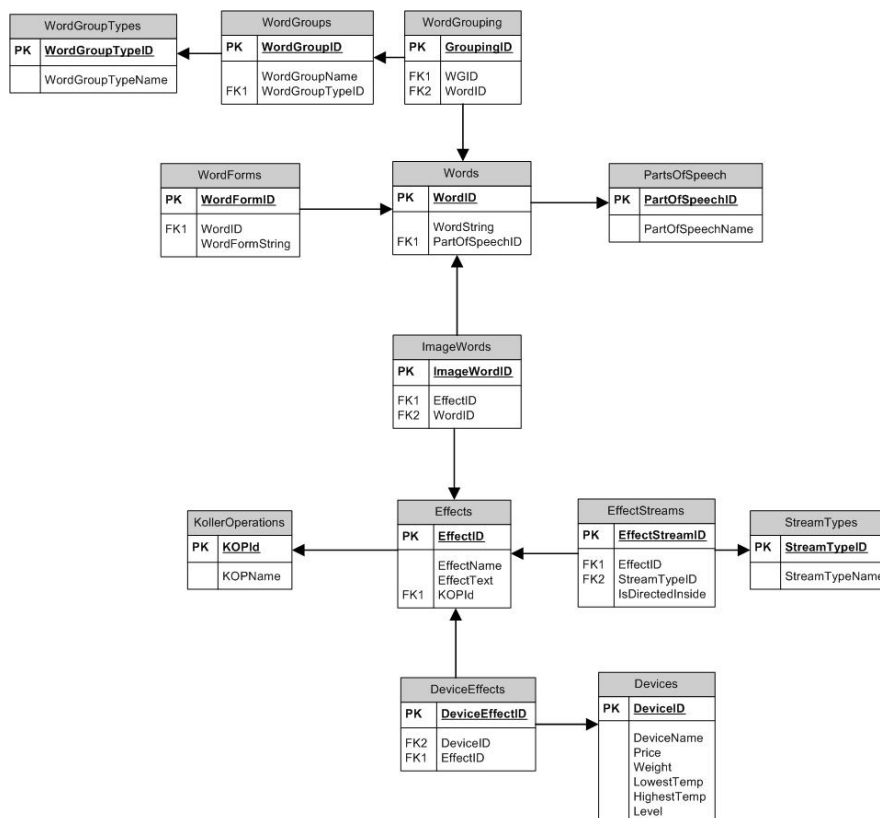 WordGroupTypes
PK WordGroupTypeID
WordGroupTypeName
WordGroups
PK WordGroupID
WordGroupName
FK1 WordGroupTypeID
WordGrouping
PK GroupingID
FK1 WGID
FK2 WordID
WordForms
PK WordFormID
FK1 WordID
WordFormString
Words
PK WordID
WordString
FK1 PartOfSpeechID
PartsOfSpeech
PK PartOfSpeechID
PartOfSpeechName
ImageWords
PK ImageWordID
FK1 EffectID
FK2 WordID
KollerOperations
PK KOPId
KOPName
Effects
PK EffectID
EffectName
EffectText
FK1 KOPId
EffectStreams
PK EffectStreamID
FK1 EffectID
FK2 StreamTypeID
IsDirectedInside
StreamTypes
PK StreamTypeID
StreamTypeName
DeviceEffects
PK DeviceEffectID
FK2 DeviceID
FK1 EffectID
Devices
PK DeviceID
DeviceName
Price
Weight
LowestTemp
HighestTemp
Level